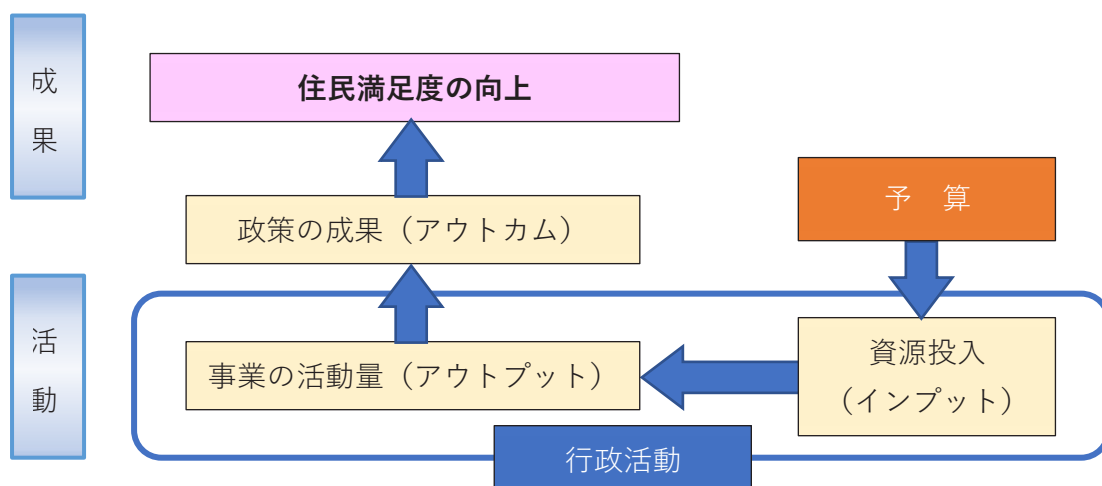 成果
住民満足度の向上
予　算
政策の成果（アウトカム）
活動
資源投入
（インプット）
事業の活動量（アウトプット）
行政活動